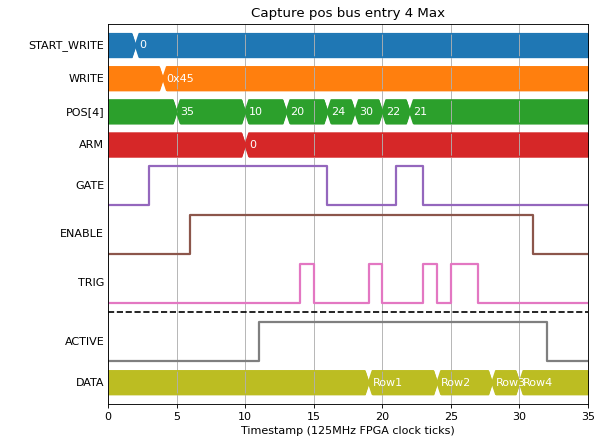 Capture pos bus entry 4 Max
START_WRITE 0
WRITE 0x45
POS[4] 35 10 20 24 30 22 21
ARM 0
GATE
ENABLE
TRIG
ACTIVE
DATA Row1 Row2 Row3 Row4
0 5 10 15 20 25 30 35
Timestamp (125MHz FPGA clock ticks)